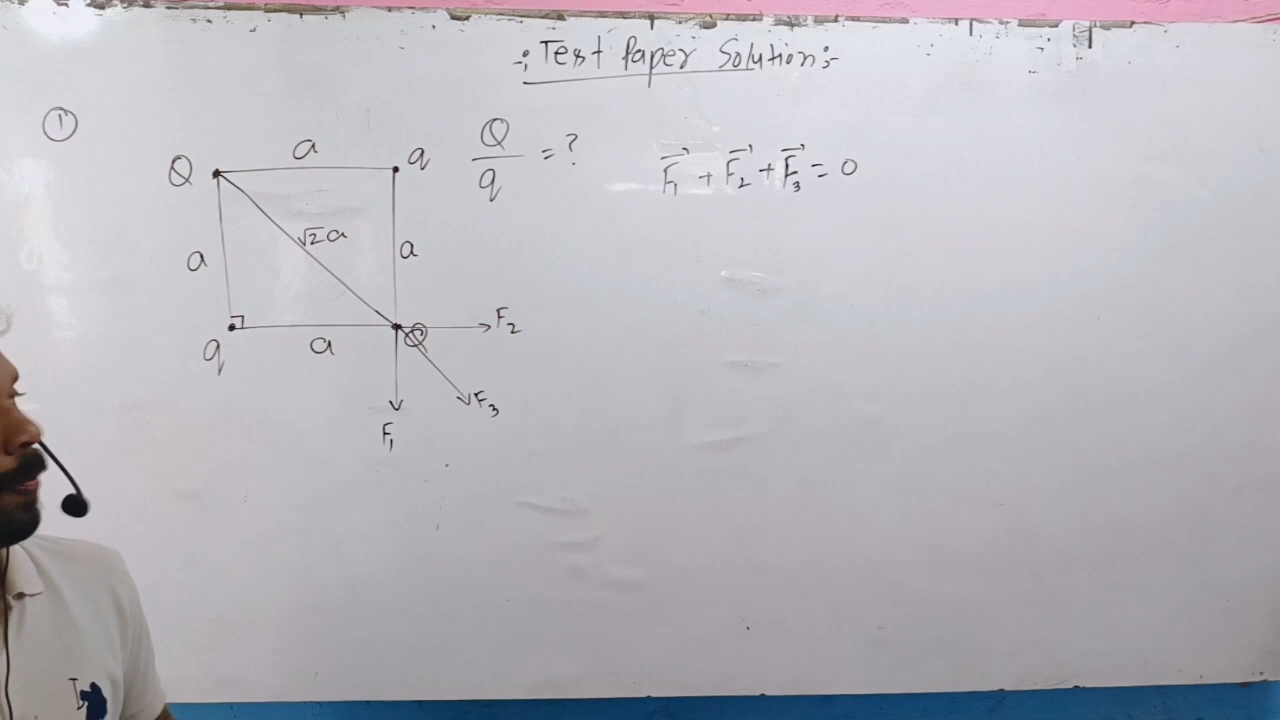 -:Test Paper Solution:-
①
Q a q
Q/q = ?
F₁ + F₂ + F₃ = 0
a √2a a
q a Q F₂
F₁ F₃